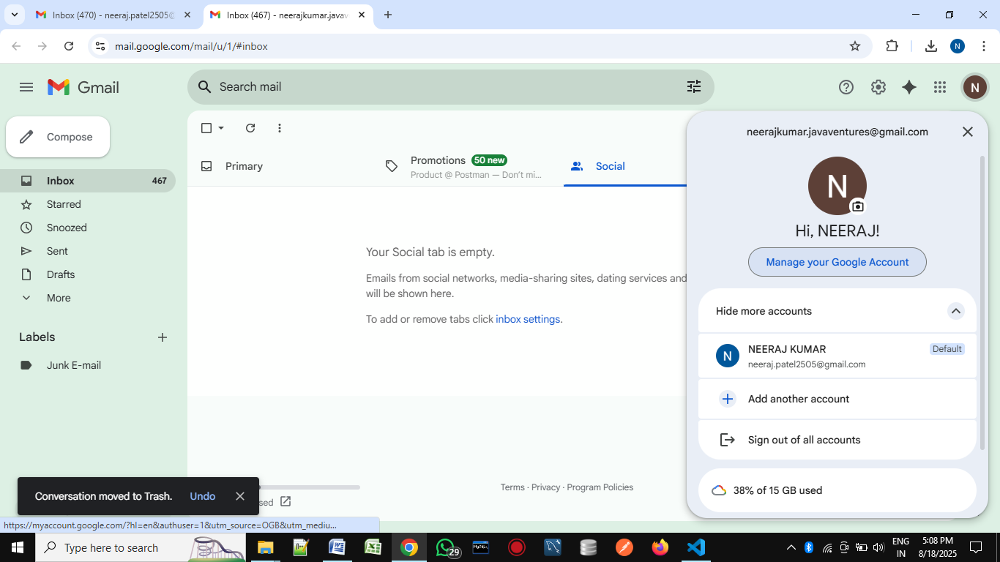 Inbox (470) - neeraj.patel2505@
Inbox (467) - neerajkumar.javav
mail.google.com/mail/u/1/#inbox
N
Gmail
Search mail
N
Compose
Inbox 467
Starred
Snoozed
Sent
Drafts
More
Labels
Junk E-mail
Primary
Promotions 50 new
Product @ Postman — Don't mi...
Social
Your Social tab is empty.
Emails from social networks, media-sharing sites, dating services and
will be shown here.
To add or remove tabs click inbox settings.
Terms · Privacy · Program Policies
sed
neerajkumar.javaventures@gmail.com
N
Hi, NEERAJ!
Manage your Google Account
Hide more accounts
N
NEERAJ KUMAR
Default
neeraj.patel2505@gmail.com
Add another account
Sign out of all accounts
38% of 15 GB used
Conversation moved to Trash. Undo
https://myaccount.google.com/?hl=en&authuser=1&utm_source=OGB&utm_mediu...
Type here to search
29
MySQL
ENG
IN
5:08 PM
8/18/2025